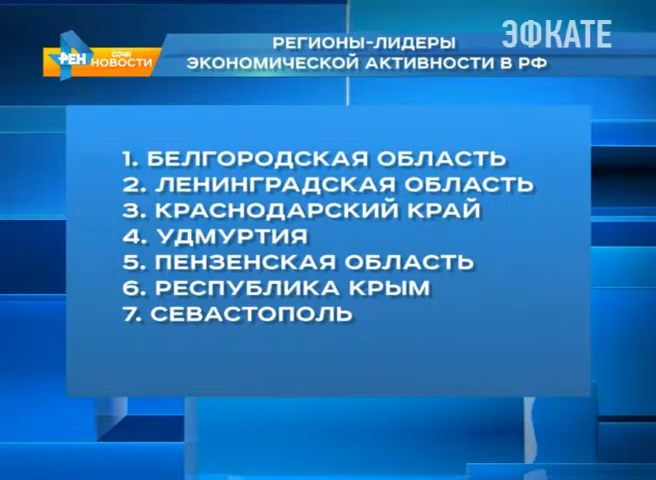 РЕН
СОЧИ
НОВОСТИ
РЕГИОНЫ-ЛИДЕРЫ
ЭКОНОМИЧЕСКОЙ АКТИВНОСТИ В РФ
ЭФКАТЕ
1. БЕЛГОРОДСКАЯ ОБЛАСТЬ
2. ЛЕНИНГРАДСКАЯ ОБЛАСТЬ
3. КРАСНОДАРСКИЙ КРАЙ
4. УДМУРТИЯ
5. ПЕНЗЕНСКАЯ ОБЛАСТЬ
6. РЕСПУБЛИКА КРЫМ
7. СЕВАСТОПОЛЬ